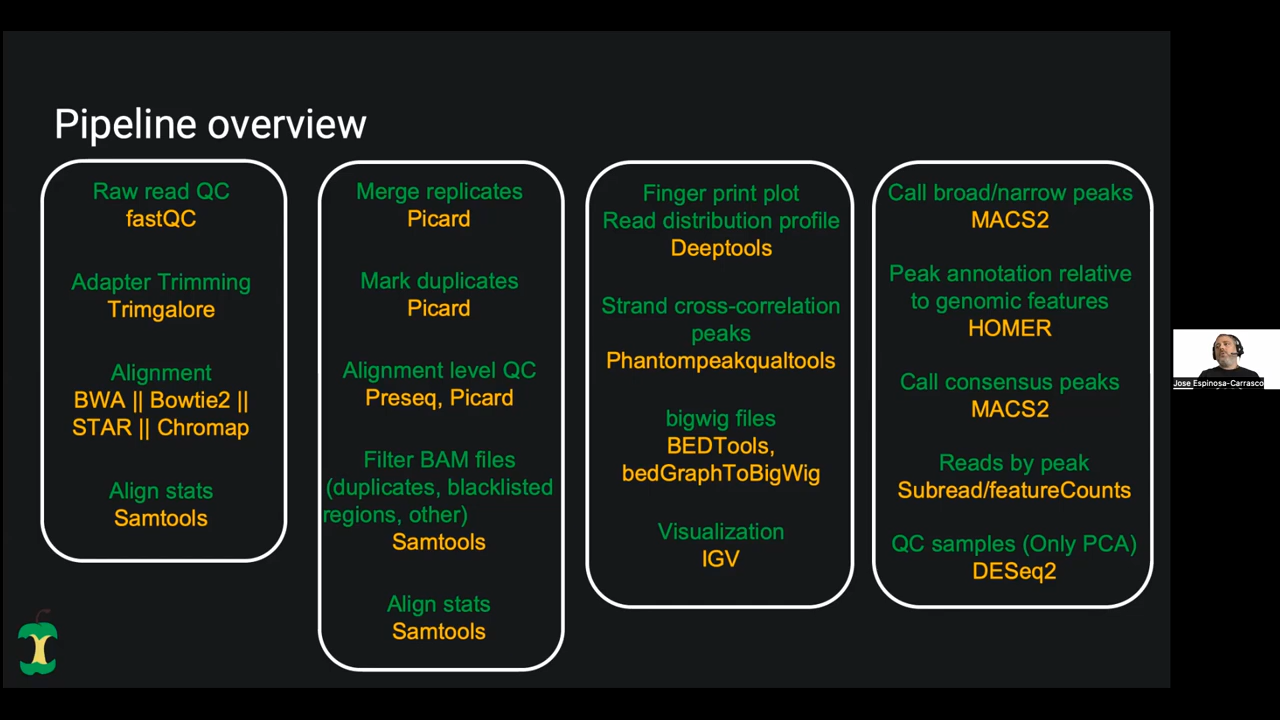 Pipeline overview
Raw read QC
fastQC
Adapter Trimming
Trimgalore
Alignment
BWA || Bowtie2 ||
STAR || Chromap
Align stats
Samtools
Merge replicates
Picard
Mark duplicates
Picard
Alignment level QC
Preseq, Picard
Filter BAM files
(duplicates, blacklisted
regions, other)
Samtools
Align stats
Samtools
Finger print plot
Read distribution profile
Deeptools
Strand cross-correlation
peaks
Phantompeakqualtools
bigwig files
BEDTools,
bedGraphToBigWig
Visualization
IGV
Call broad/narrow peaks
MACS2
Peak annotation relative
to genomic features
HOMER
Call consensus peaks
MACS2
Reads by peak
Subread/featureCounts
QC samples (Only PCA)
DESeq2
Jose Espinosa-Carrasco